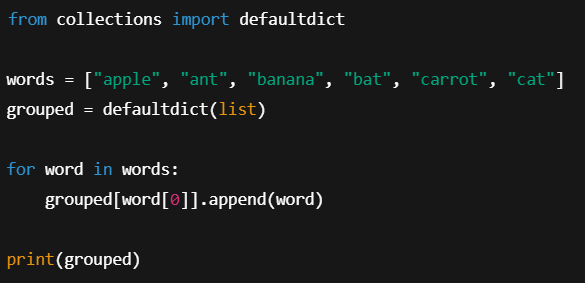 from collections import defaultdict
words = ["apple", "ant", "banana", "bat", "carrot", "cat"]
grouped = defaultdict(list)
for word in words:
    grouped[word[0]].append(word)
print(grouped)